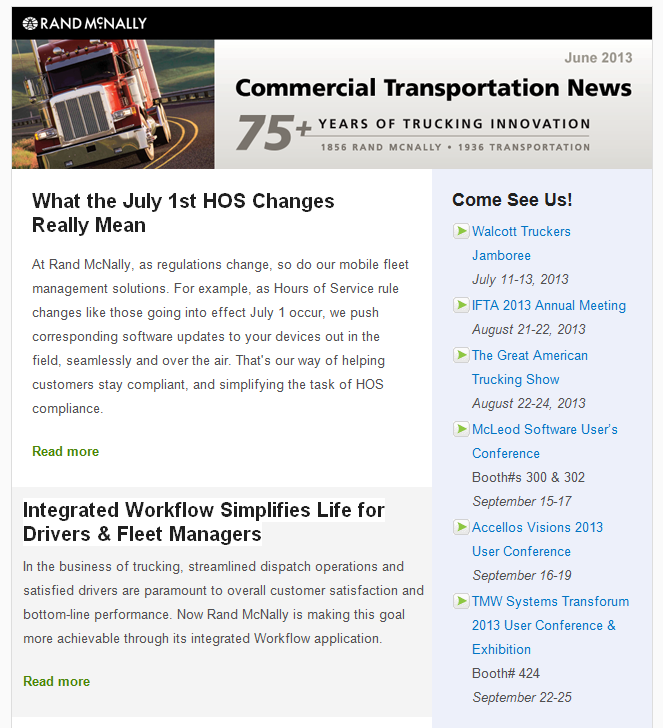 RAND McNALLY
June 2013
Commercial Transportation News
75+ YEARS OF TRUCKING INNOVATION
1856 RAND MCNALLY • 1936 TRANSPORTATION
What the July 1st HOS Changes
Really Mean
At Rand McNally, as regulations change, so do our mobile fleet
management solutions. For example, as Hours of Service rule
changes like those going into effect July 1 occur, we push
corresponding software updates to your devices out in the
field, seamlessly and over the air. That's our way of helping
customers stay compliant, and simplifying the task of HOS
compliance.
Read more
Integrated Workflow Simplifies Life for
Drivers & Fleet Managers
In the business of trucking, streamlined dispatch operations and
satisfied drivers are paramount to overall customer satisfaction and
bottom-line performance. Now Rand McNally is making this goal
more achievable through its integrated Workflow application.
Read more
Come See Us!
Walcott Truckers
Jamboree
July 11-13, 2013
IFTA 2013 Annual Meeting
August 21-22, 2013
The Great American
Trucking Show
August 22-24, 2013
McLeod Software User's
Conference
Booth#s 300 & 302
September 15-17
Accellos Visions 2013
User Conference
September 16-19
TMW Systems Transforum
2013 User Conference &
Exhibition
Booth# 424
September 22-25